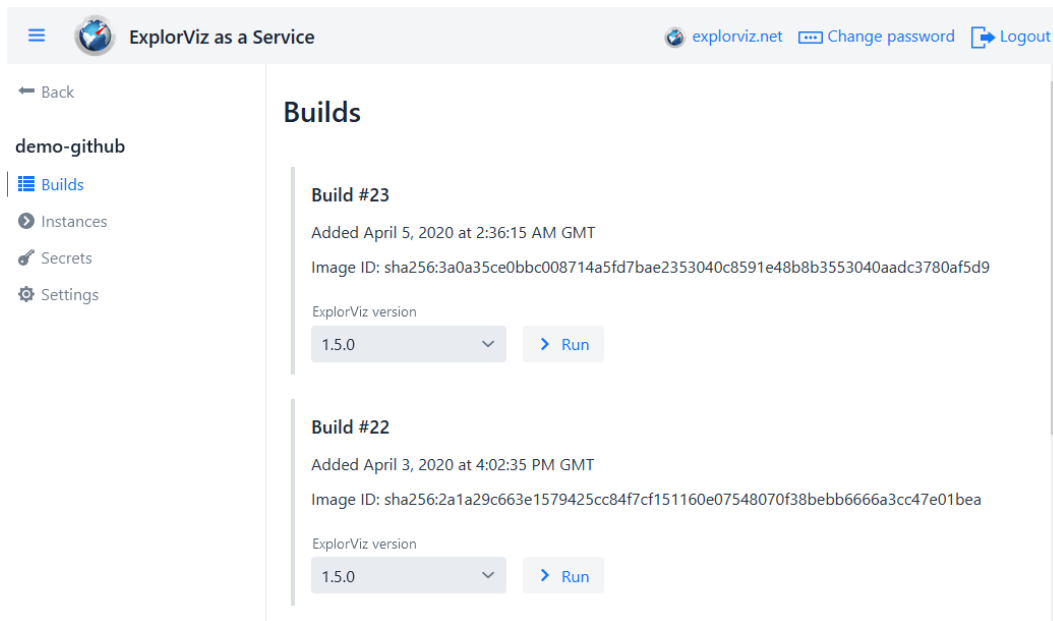 ExplorViz as a Service
explorviz.net
Change password
Logout
Back
demo-github
Builds
Instances
Secrets
Settings
Builds
Build #23
Added April 5, 2020 at 2:36:15 AM GMT
Image ID: sha256:3a0a35ce0bbc008714a5fd7bae2353040c8591e48b8b3553040aadc3780af5d9
ExplorViz version
1.5.0
Run
Build #22
Added April 3, 2020 at 4:02:35 PM GMT
Image ID: sha256:2a1a29c663e1579425cc84f7cf151160e07548070f38bebb6666a3cc47e01bea
ExplorViz version
1.5.0
Run